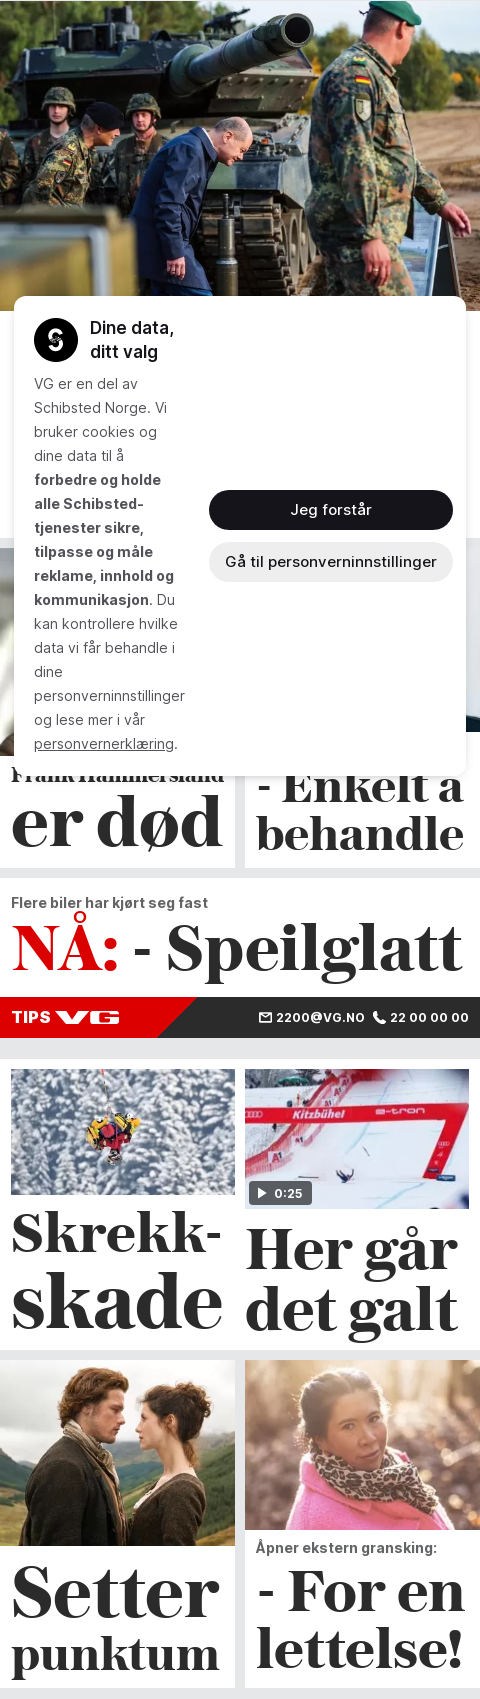 Dine data,
ditt valg
VG er en del av
Schibsted Norge. Vi
bruker cookies og
dine data til å
forbedre og holde
alle Schibsted-
tjenester sikre,
tilpasse og måle
reklame, innhold og
kommunikasjon. Du
kan kontrollere hvilke
data vi får behandle i
dine
personverninnstillinger
og lese mer i vår
personvernerklæring.
Jeg forstår
Gå til personverninnstillinger
Frank Hammersland
er død
- Enkelt å
behandle
Flere biler har kjørt seg fast
NÅ: - Speilglatt
TIPS VG
2200@VG.NO 22 00 00 00
Kitzbühel e-tron
0:25
Skrekk-
skade
Her går
det galt
Setter
punktum
Åpner ekstern gransking:
- For en
lettelse!